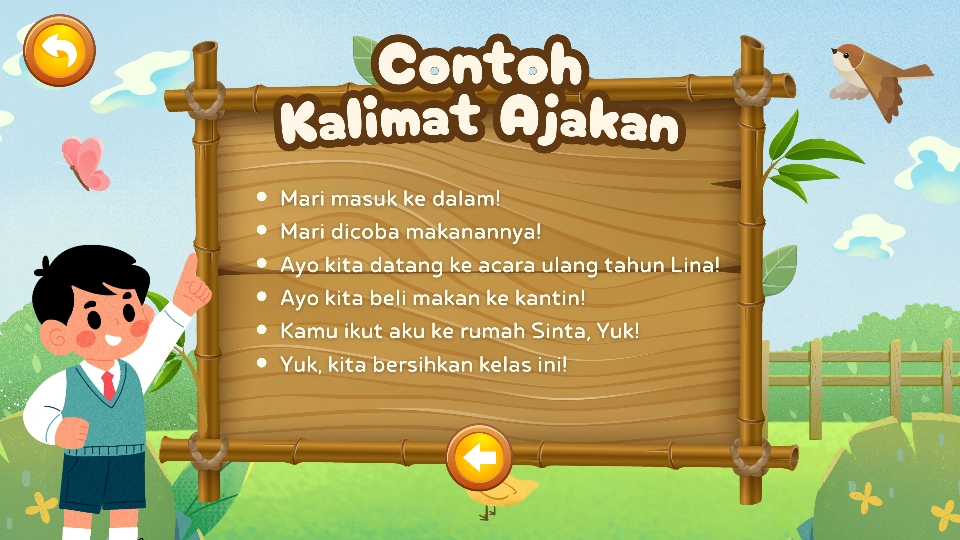 Contoh
Kalimat Ajakan
• Mari masuk ke dalam!
• Mari dicoba makanannya!
• Ayo kita datang ke acara ulang tahun Lina!
• Ayo kita beli makan ke kantin!
• Kamu ikut aku ke rumah Sinta, Yuk!
• Yuk, kita bersihkan kelas ini!